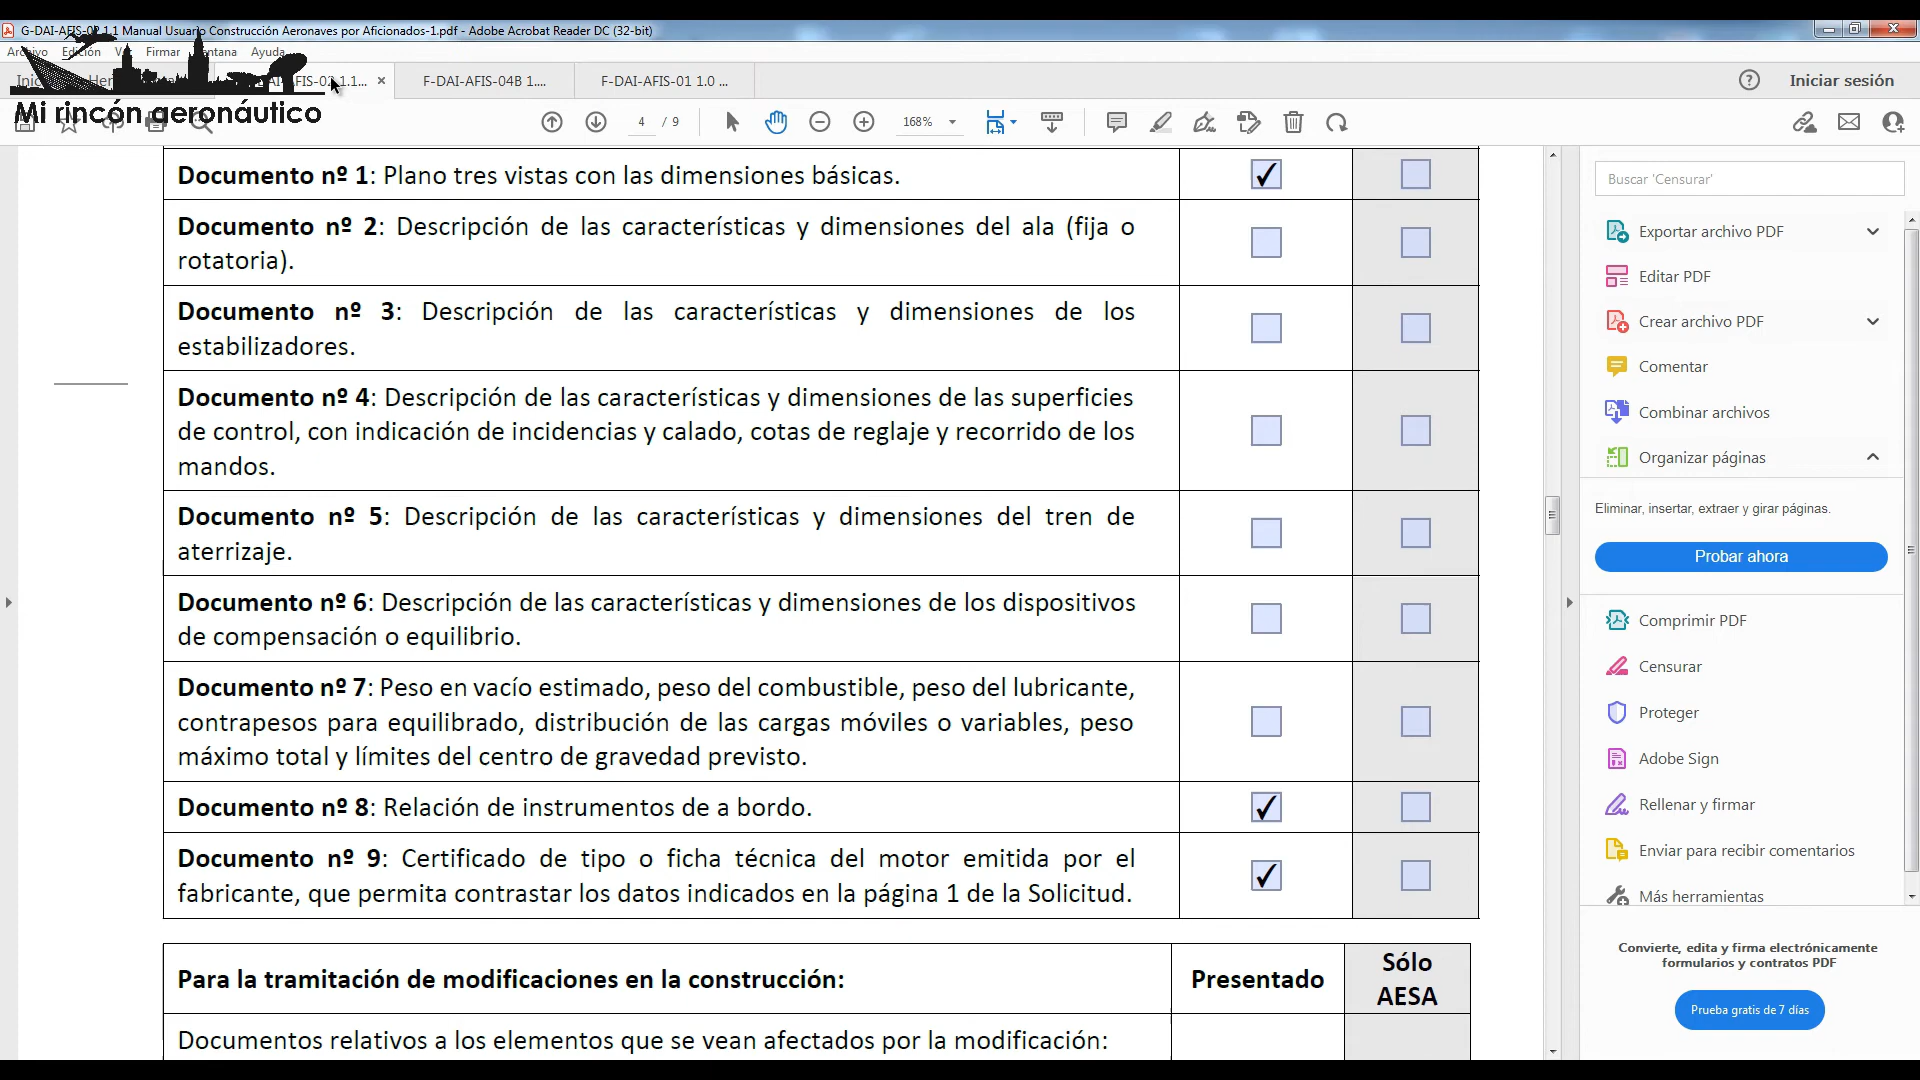 G-DAI-AFIS-02 1.1 Manual Usuario Construcción Aeronaves por Aficionados-1.pdf - Adobe Acrobat Reader DC (32-bit)
Archivo Edición Ver Firmar Ventana Ayuda
F-DAI-AFIS-04B 1.... F-DAI-AFIS-01 1.0 ... Iniciar sesión
Mi rincón aeronáutico
4 / 9 168%
Documento nº 1: Plano tres vistas con las dimensiones básicas.
Documento nº 2: Descripción de las características y dimensiones del ala (fija o
rotatoria).
Documento nº 3: Descripción de las características y dimensiones de los
estabilizadores.
Documento nº 4: Descripción de las características y dimensiones de las superficies
de control, con indicación de incidencias y calado, cotas de reglaje y recorrido de los
mandos.
Documento nº 5: Descripción de las características y dimensiones del tren de
aterrizaje.
Documento nº 6: Descripción de las características y dimensiones de los dispositivos
de compensación o equilibrio.
Documento nº 7: Peso en vacío estimado, peso del combustible, peso del lubricante,
contrapesos para equilibrado, distribución de las cargas móviles o variables, peso
máximo total y límites del centro de gravedad previsto.
Documento nº 8: Relación de instrumentos de a bordo.
Documento nº 9: Certificado de tipo o ficha técnica del motor emitida por el
fabricante, que permita contrastar los datos indicados en la página 1 de la Solicitud.
Para la tramitación de modificaciones en la construcción:
Presentado
Sólo
AESA
Documentos relativos a los elementos que se vean afectados por la modificación:
Buscar 'Censurar'
Exportar archivo PDF
Editar PDF
Crear archivo PDF
Comentar
Combinar archivos
Organizar páginas
Eliminar, insertar, extraer y girar páginas.
Probar ahora
Comprimir PDF
Censurar
Proteger
Adobe Sign
Rellenar y firmar
Enviar para recibir comentarios
Más herramientas
Convierte, edita y firma electrónicamente
formularios y contratos PDF
Prueba gratis de 7 días